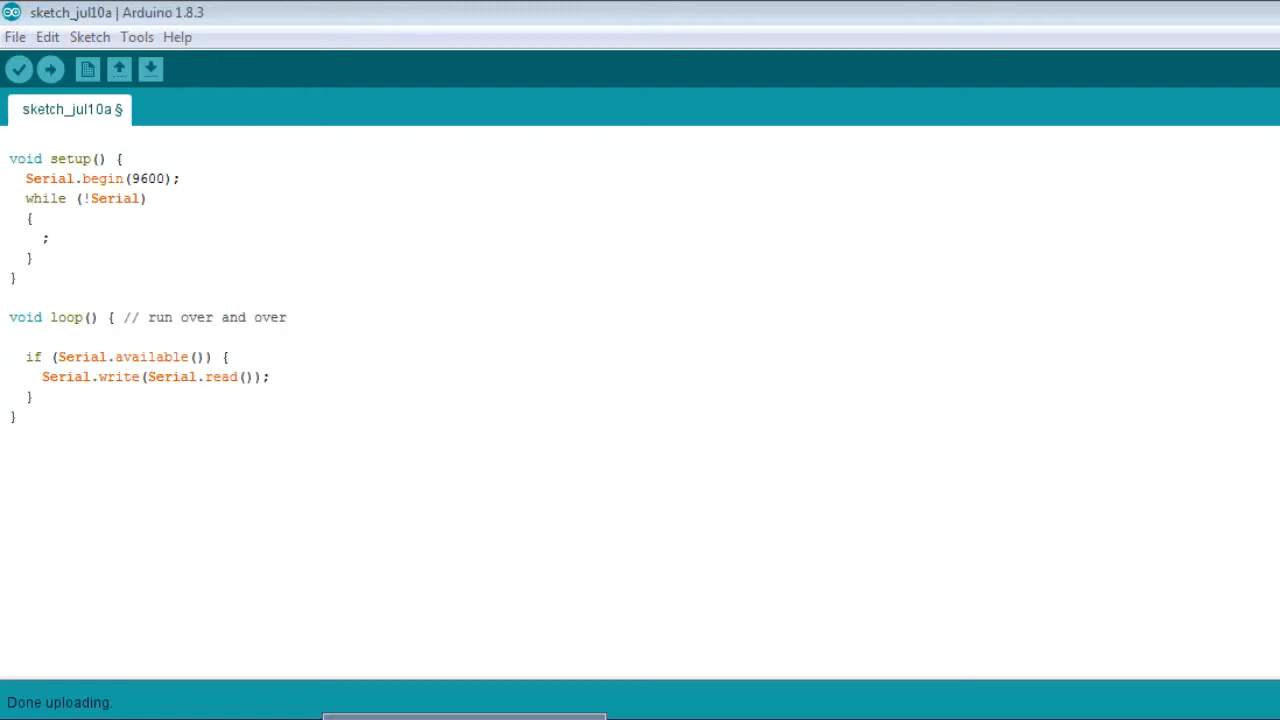 sketch_jul10a | Arduino 1.8.3
File Edit Sketch Tools Help
sketch_jul10a §
void setup() {
  Serial.begin(9600);
  while (!Serial)
  {
    ;
  }
}
void loop() { // run over and over
  if (Serial.available()) {
    Serial.write(Serial.read());
  }
}
Done uploading.